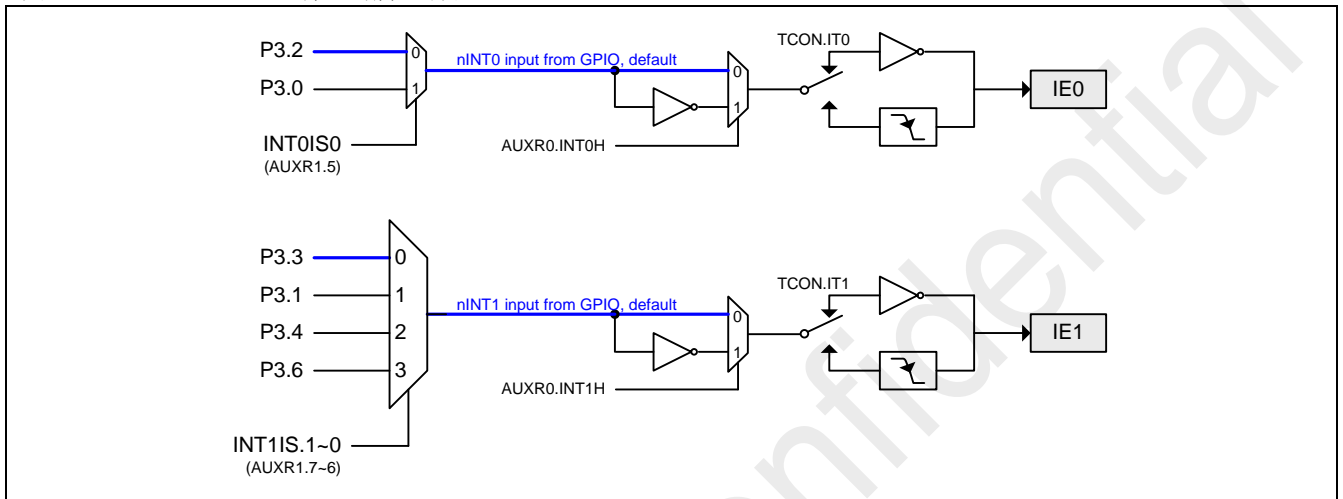 P3.2
P3.0
0
1
INT0IS0
(AUXR1.5)
nINT0 input from GPIO, default
0
1
AUXR0.INT0H
TCON.IT0
IE0
P3.3
P3.1
P3.4
P3.6
0
1
2
3
INT1IS.1~0
(AUXR1.7~6)
nINT1 input from GPIO, default
0
1
AUXR0.INT1H
TCON.IT1
IE1
onfidential